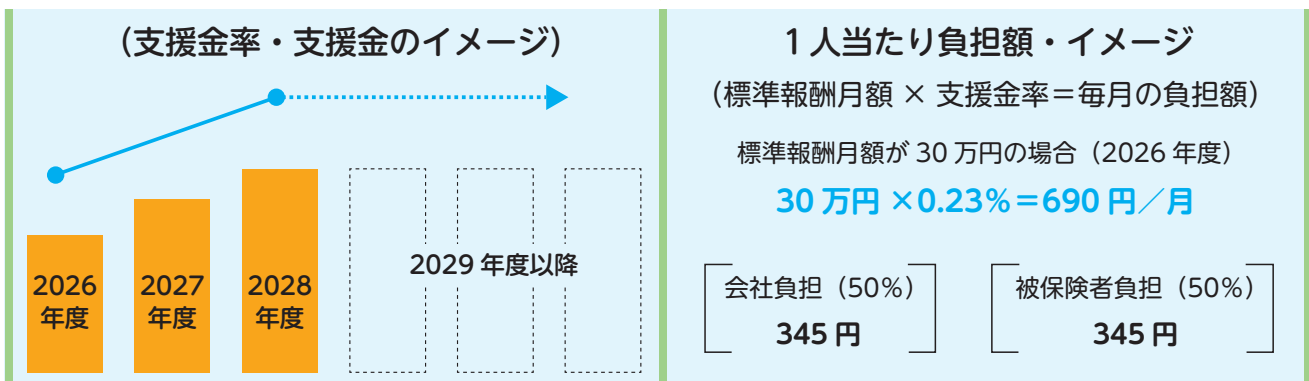 （支援金率・支援金のイメージ）
2026
年度
2027
年度
2028
年度
2029 年度以降
1 人当たり負担額・イメージ
（標準報酬月額 × 支援金率＝毎月の負担額）
標準報酬月額が 30 万円の場合（2026 年度）
30 万円 ×0.23％＝690 円／月
会社負担（50％）
345 円
被保険者負担（50％）
345 円